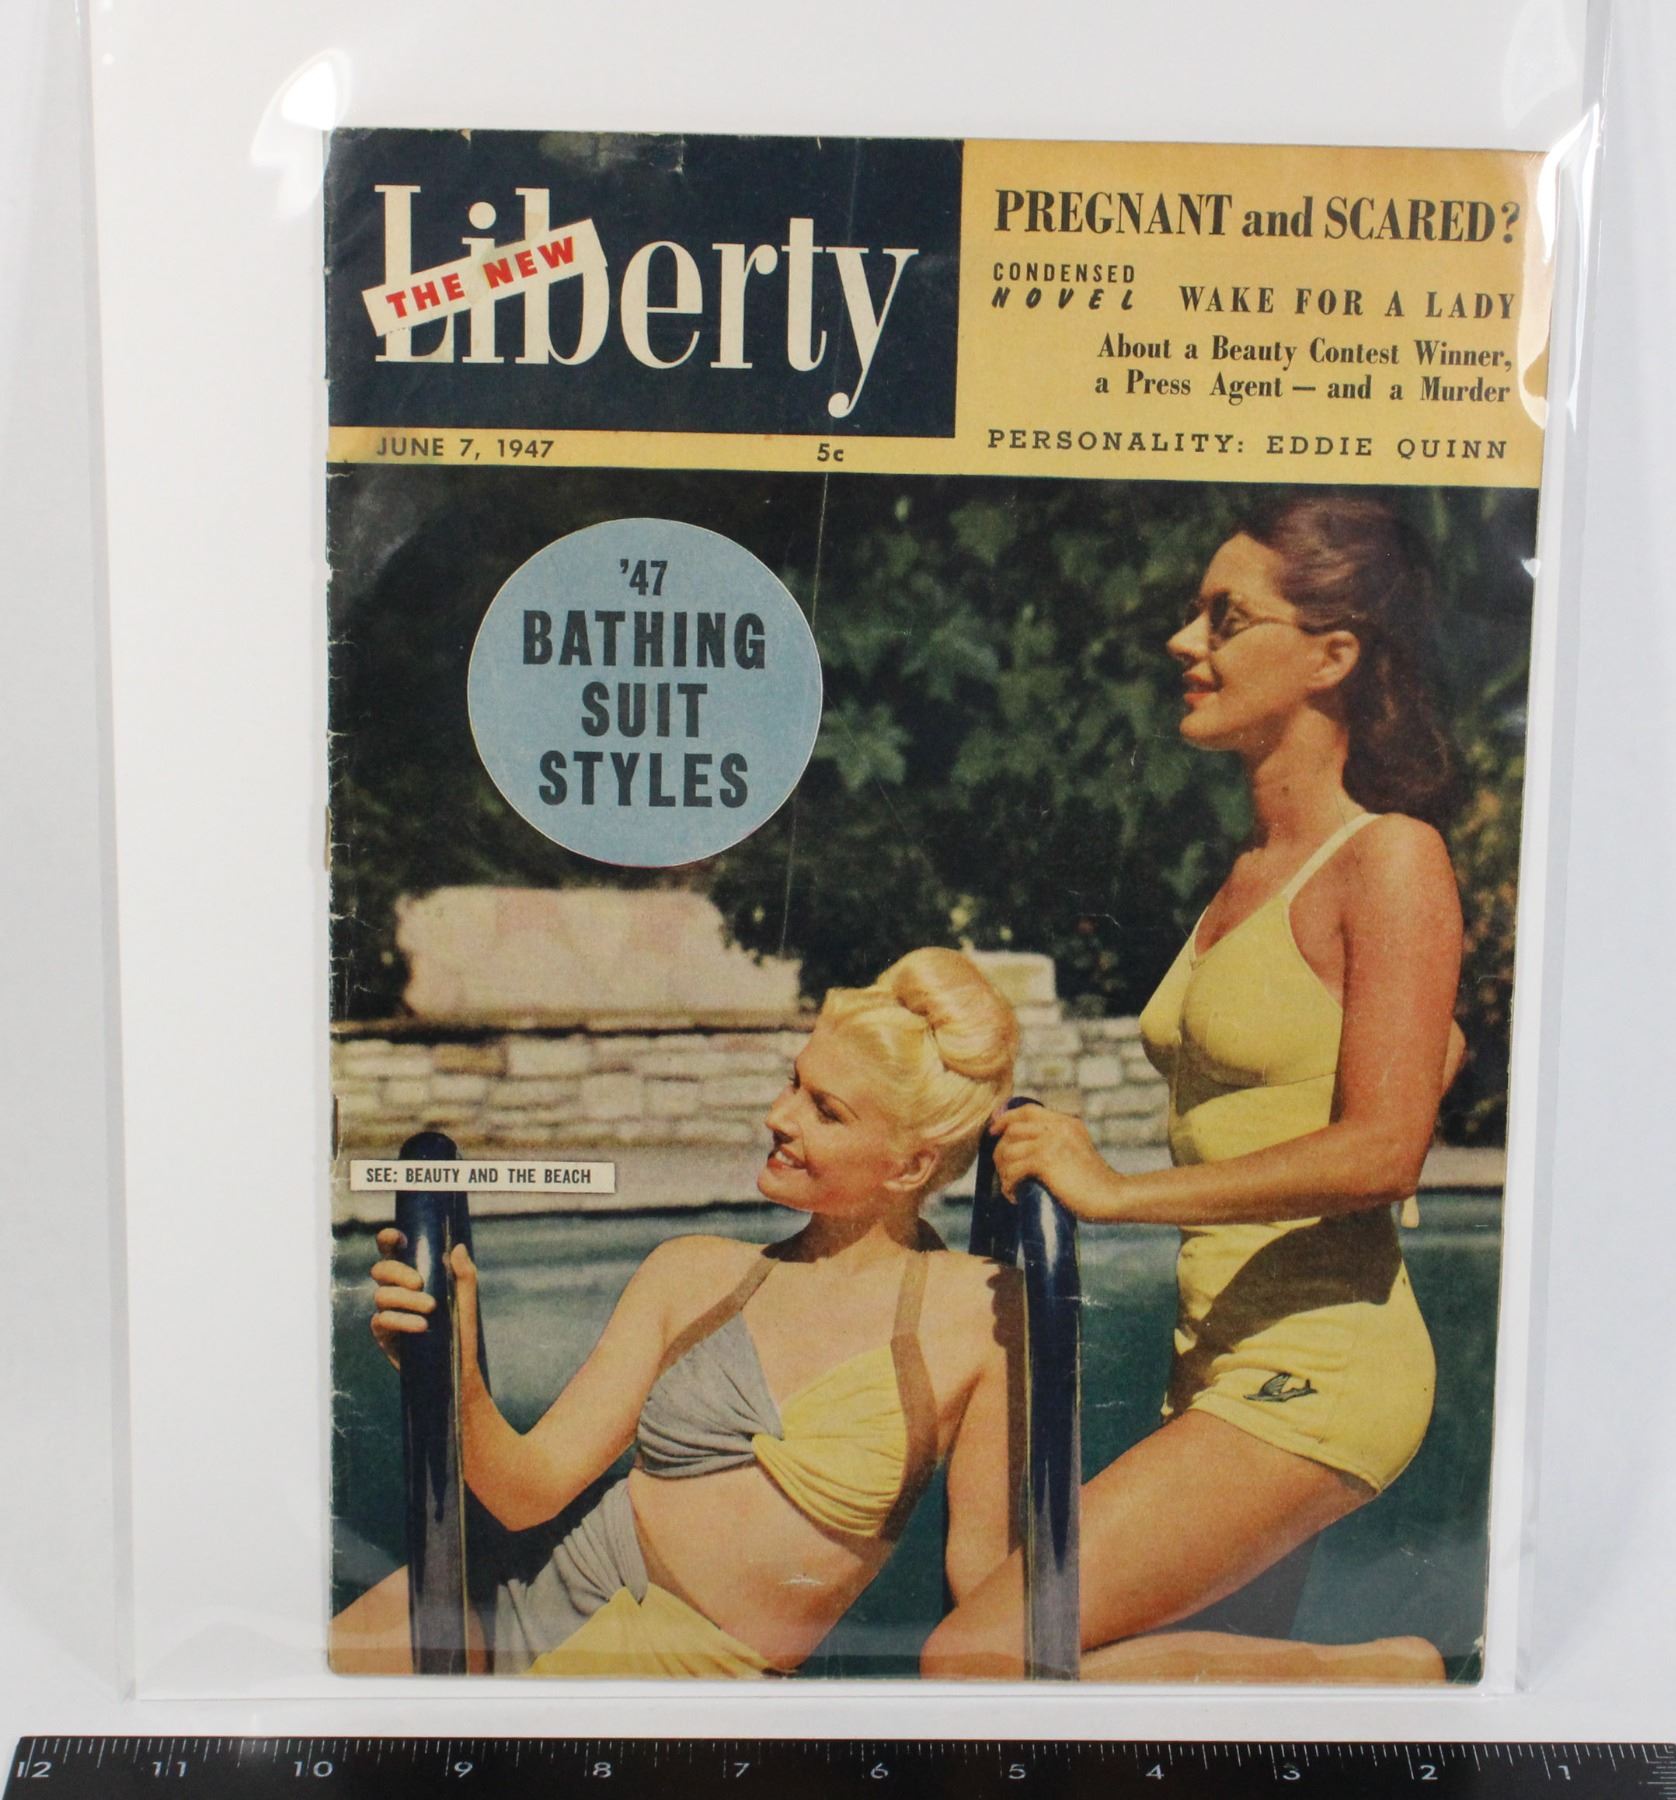 Liberty
THE NEW
JUNE 7, 1947 5c
PREGNANT and SCARED?
CONDENSED
NOVEL WAKE FOR A LADY
About a Beauty Contest Winner,
a Press Agent — and a Murder
PERSONALITY: EDDIE QUINN
'47
BATHING
SUIT
STYLES
SEE: BEAUTY AND THE BEACH
12 11 10 9 8 7 6 5 4 3 2 1